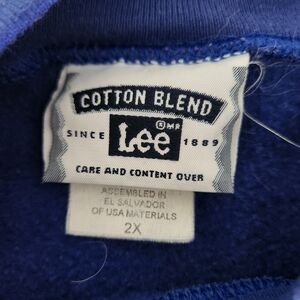 COTTON BLEND
SINCE Lee ®MR 1889
CARE AND CONTENT OVER
ASSEMBLED IN
EL SALVADOR
OF USA MATERIALS
2X